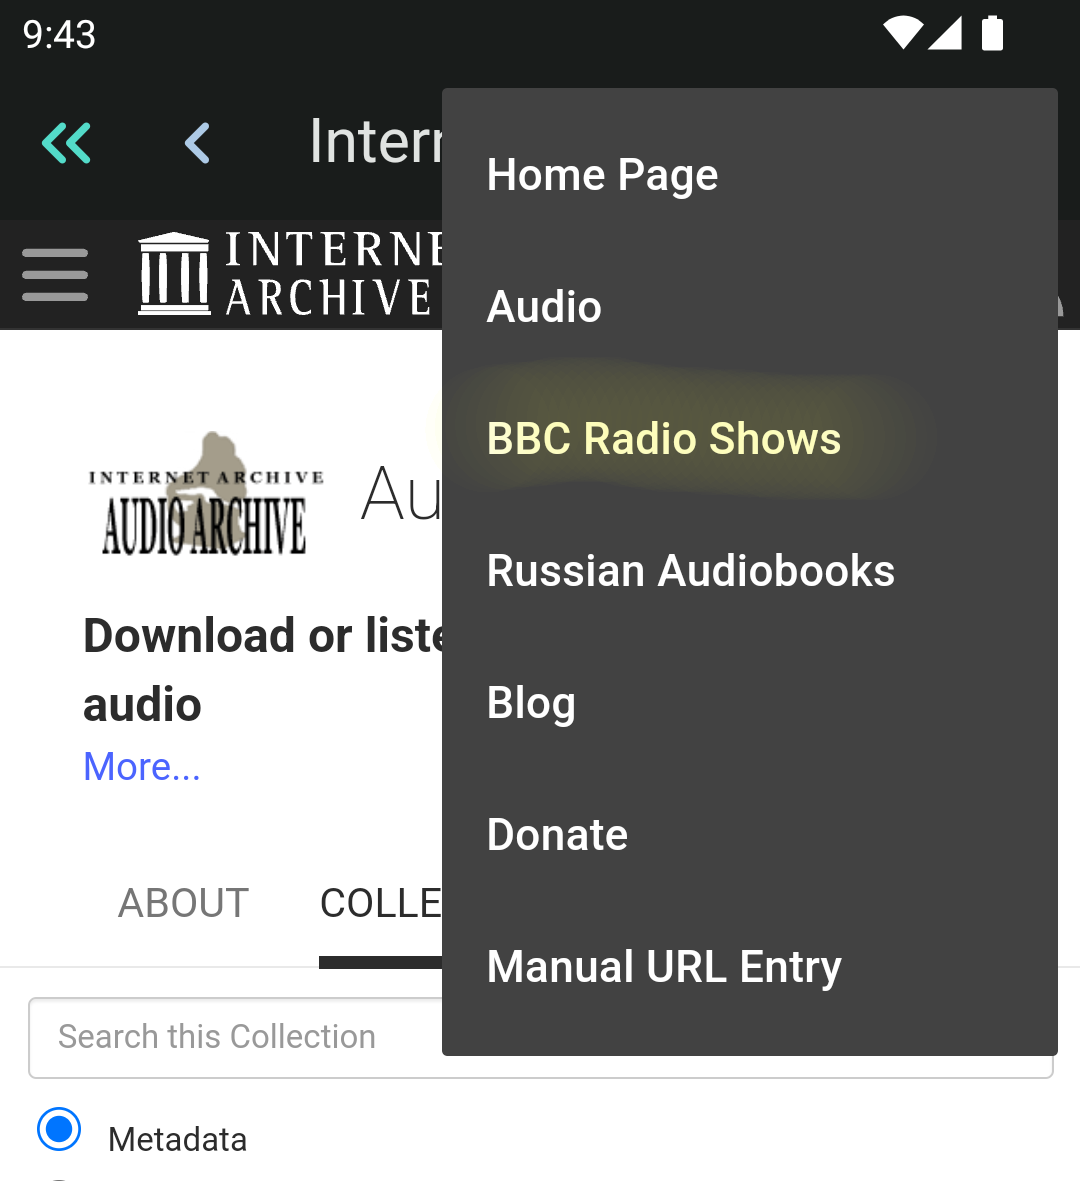 9:43
Intern
Home Page
Audio
BBC Radio Shows
Russian Audiobooks
Blog
Donate
Manual URL Entry
INTERNE
ARCHIVE
INTERNET ARCHIVE
AUDIO ARCHIVE
Au
Download or liste
audio
More...
ABOUT
COLLE
Search this Collection
Metadata